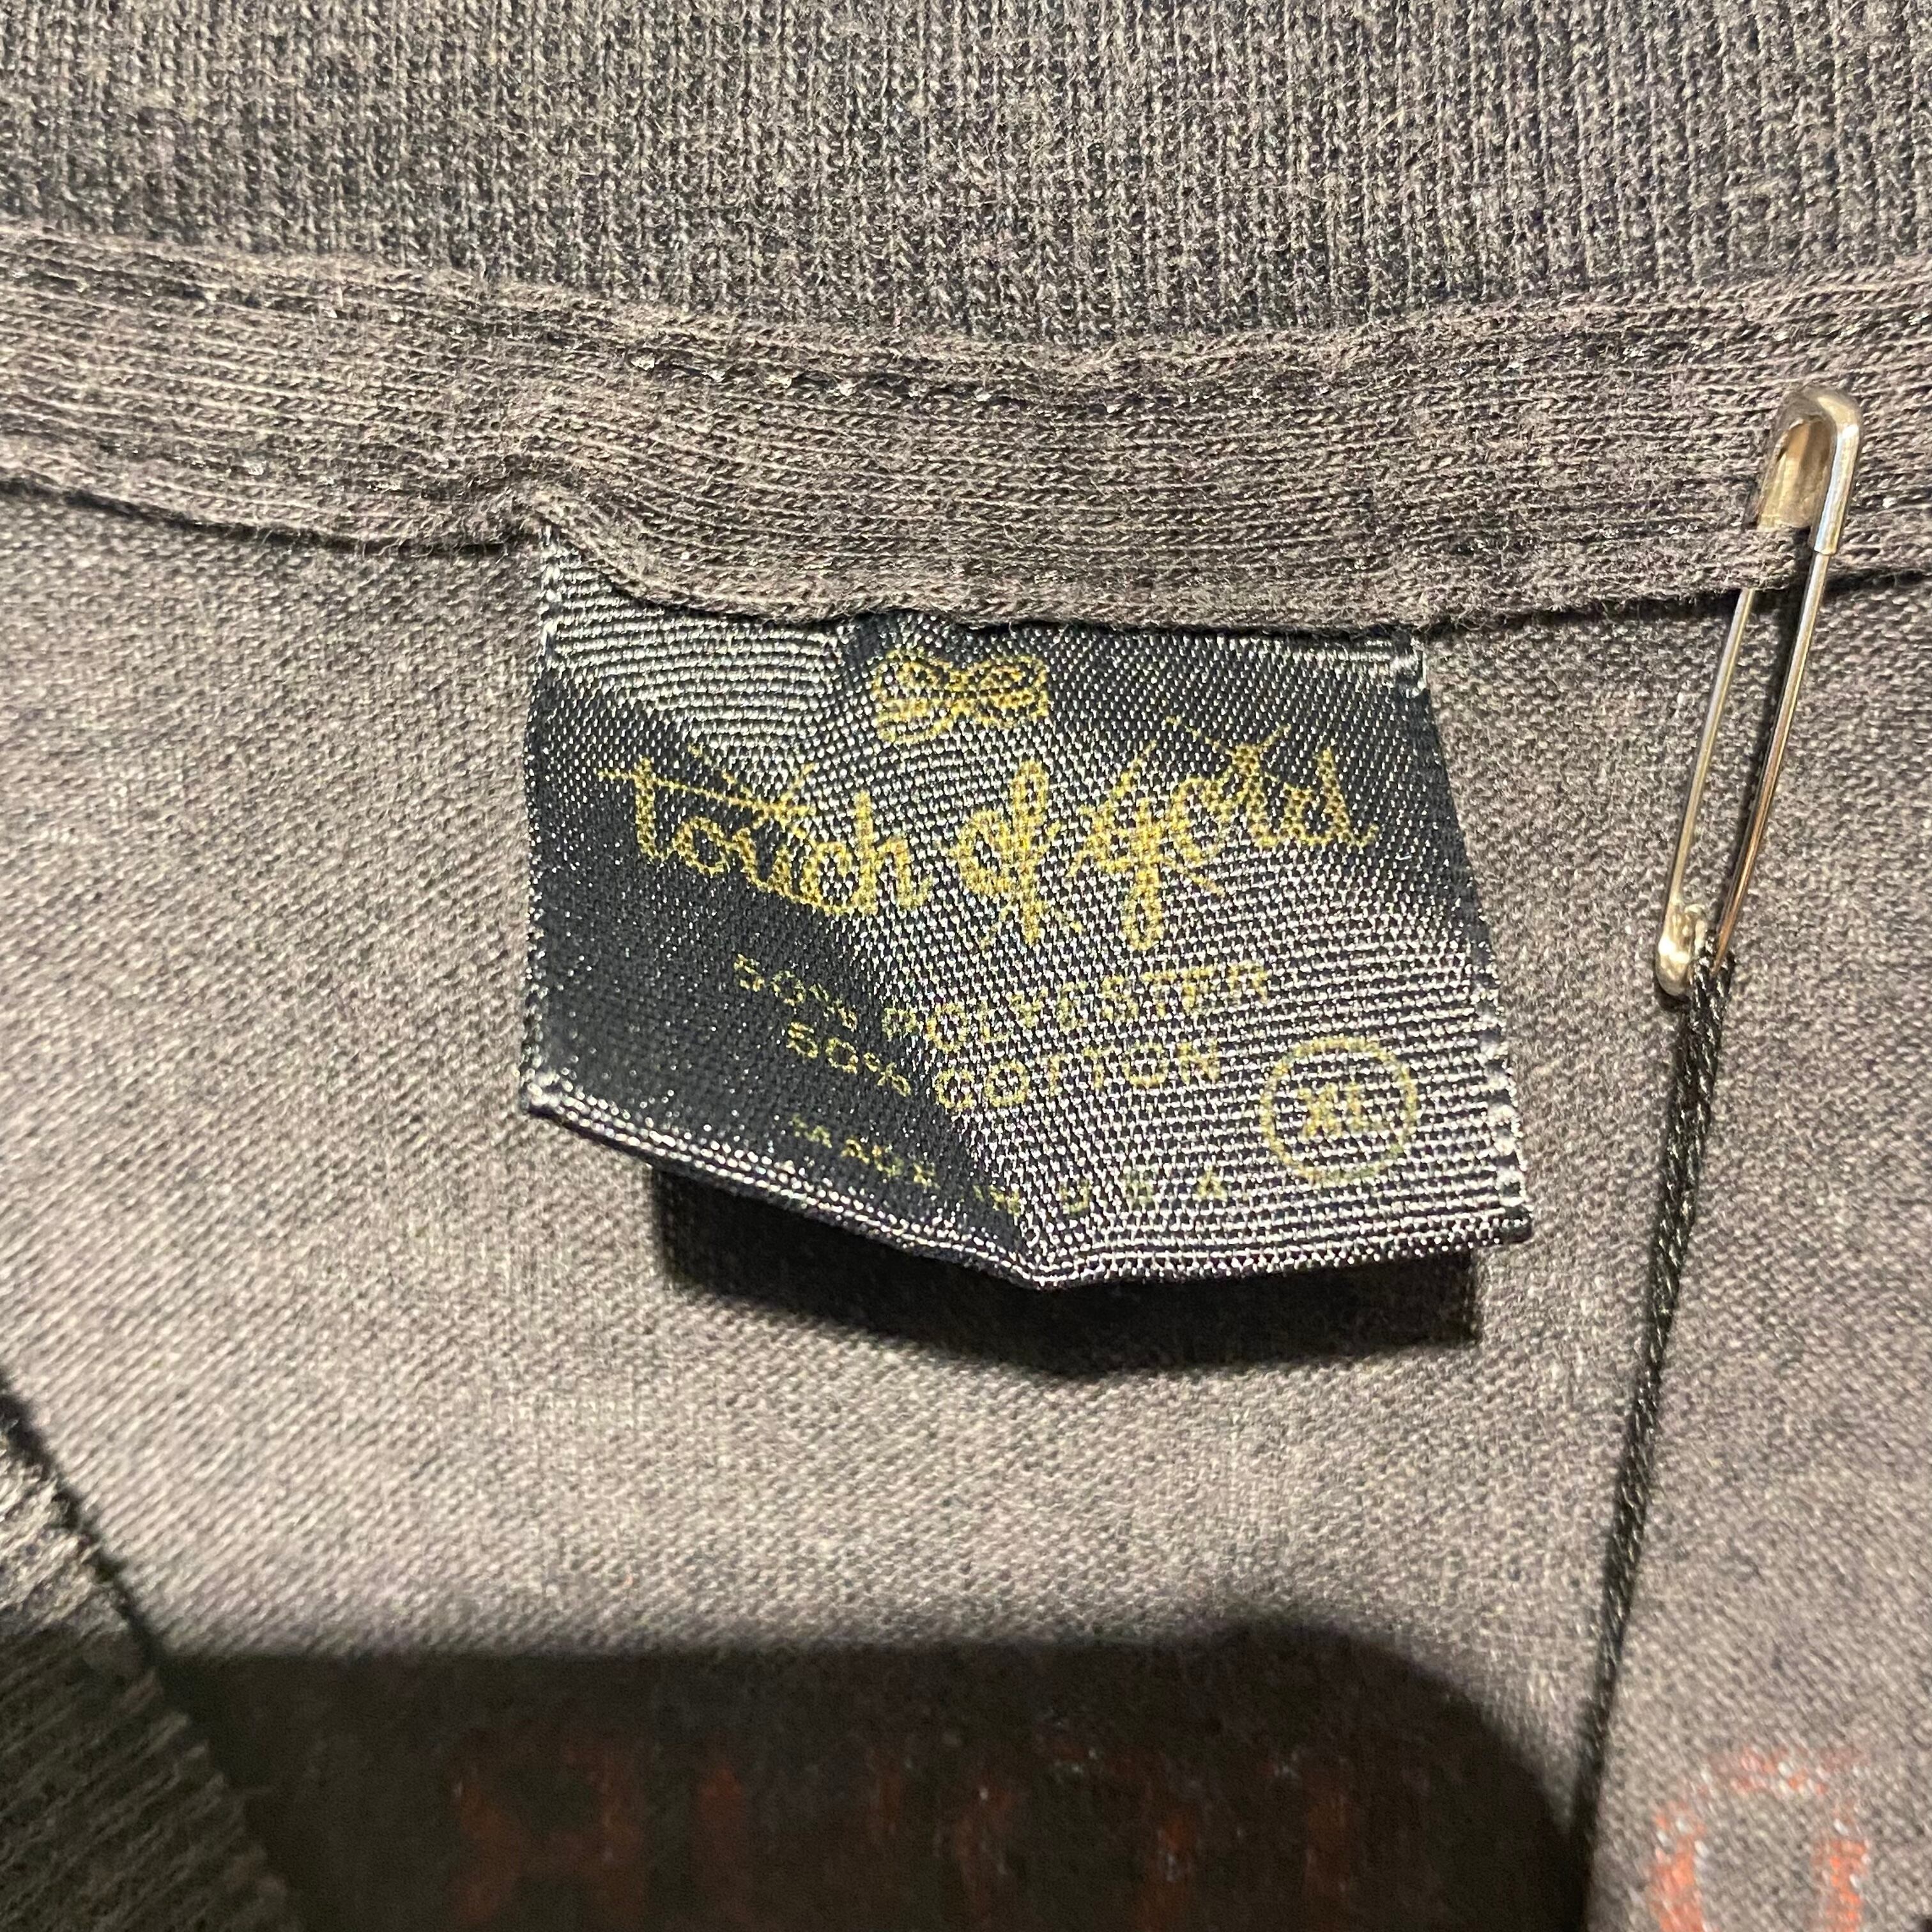 touch of gold
50% POLYESTER
50% COTTON
XL
MADE IN U S A